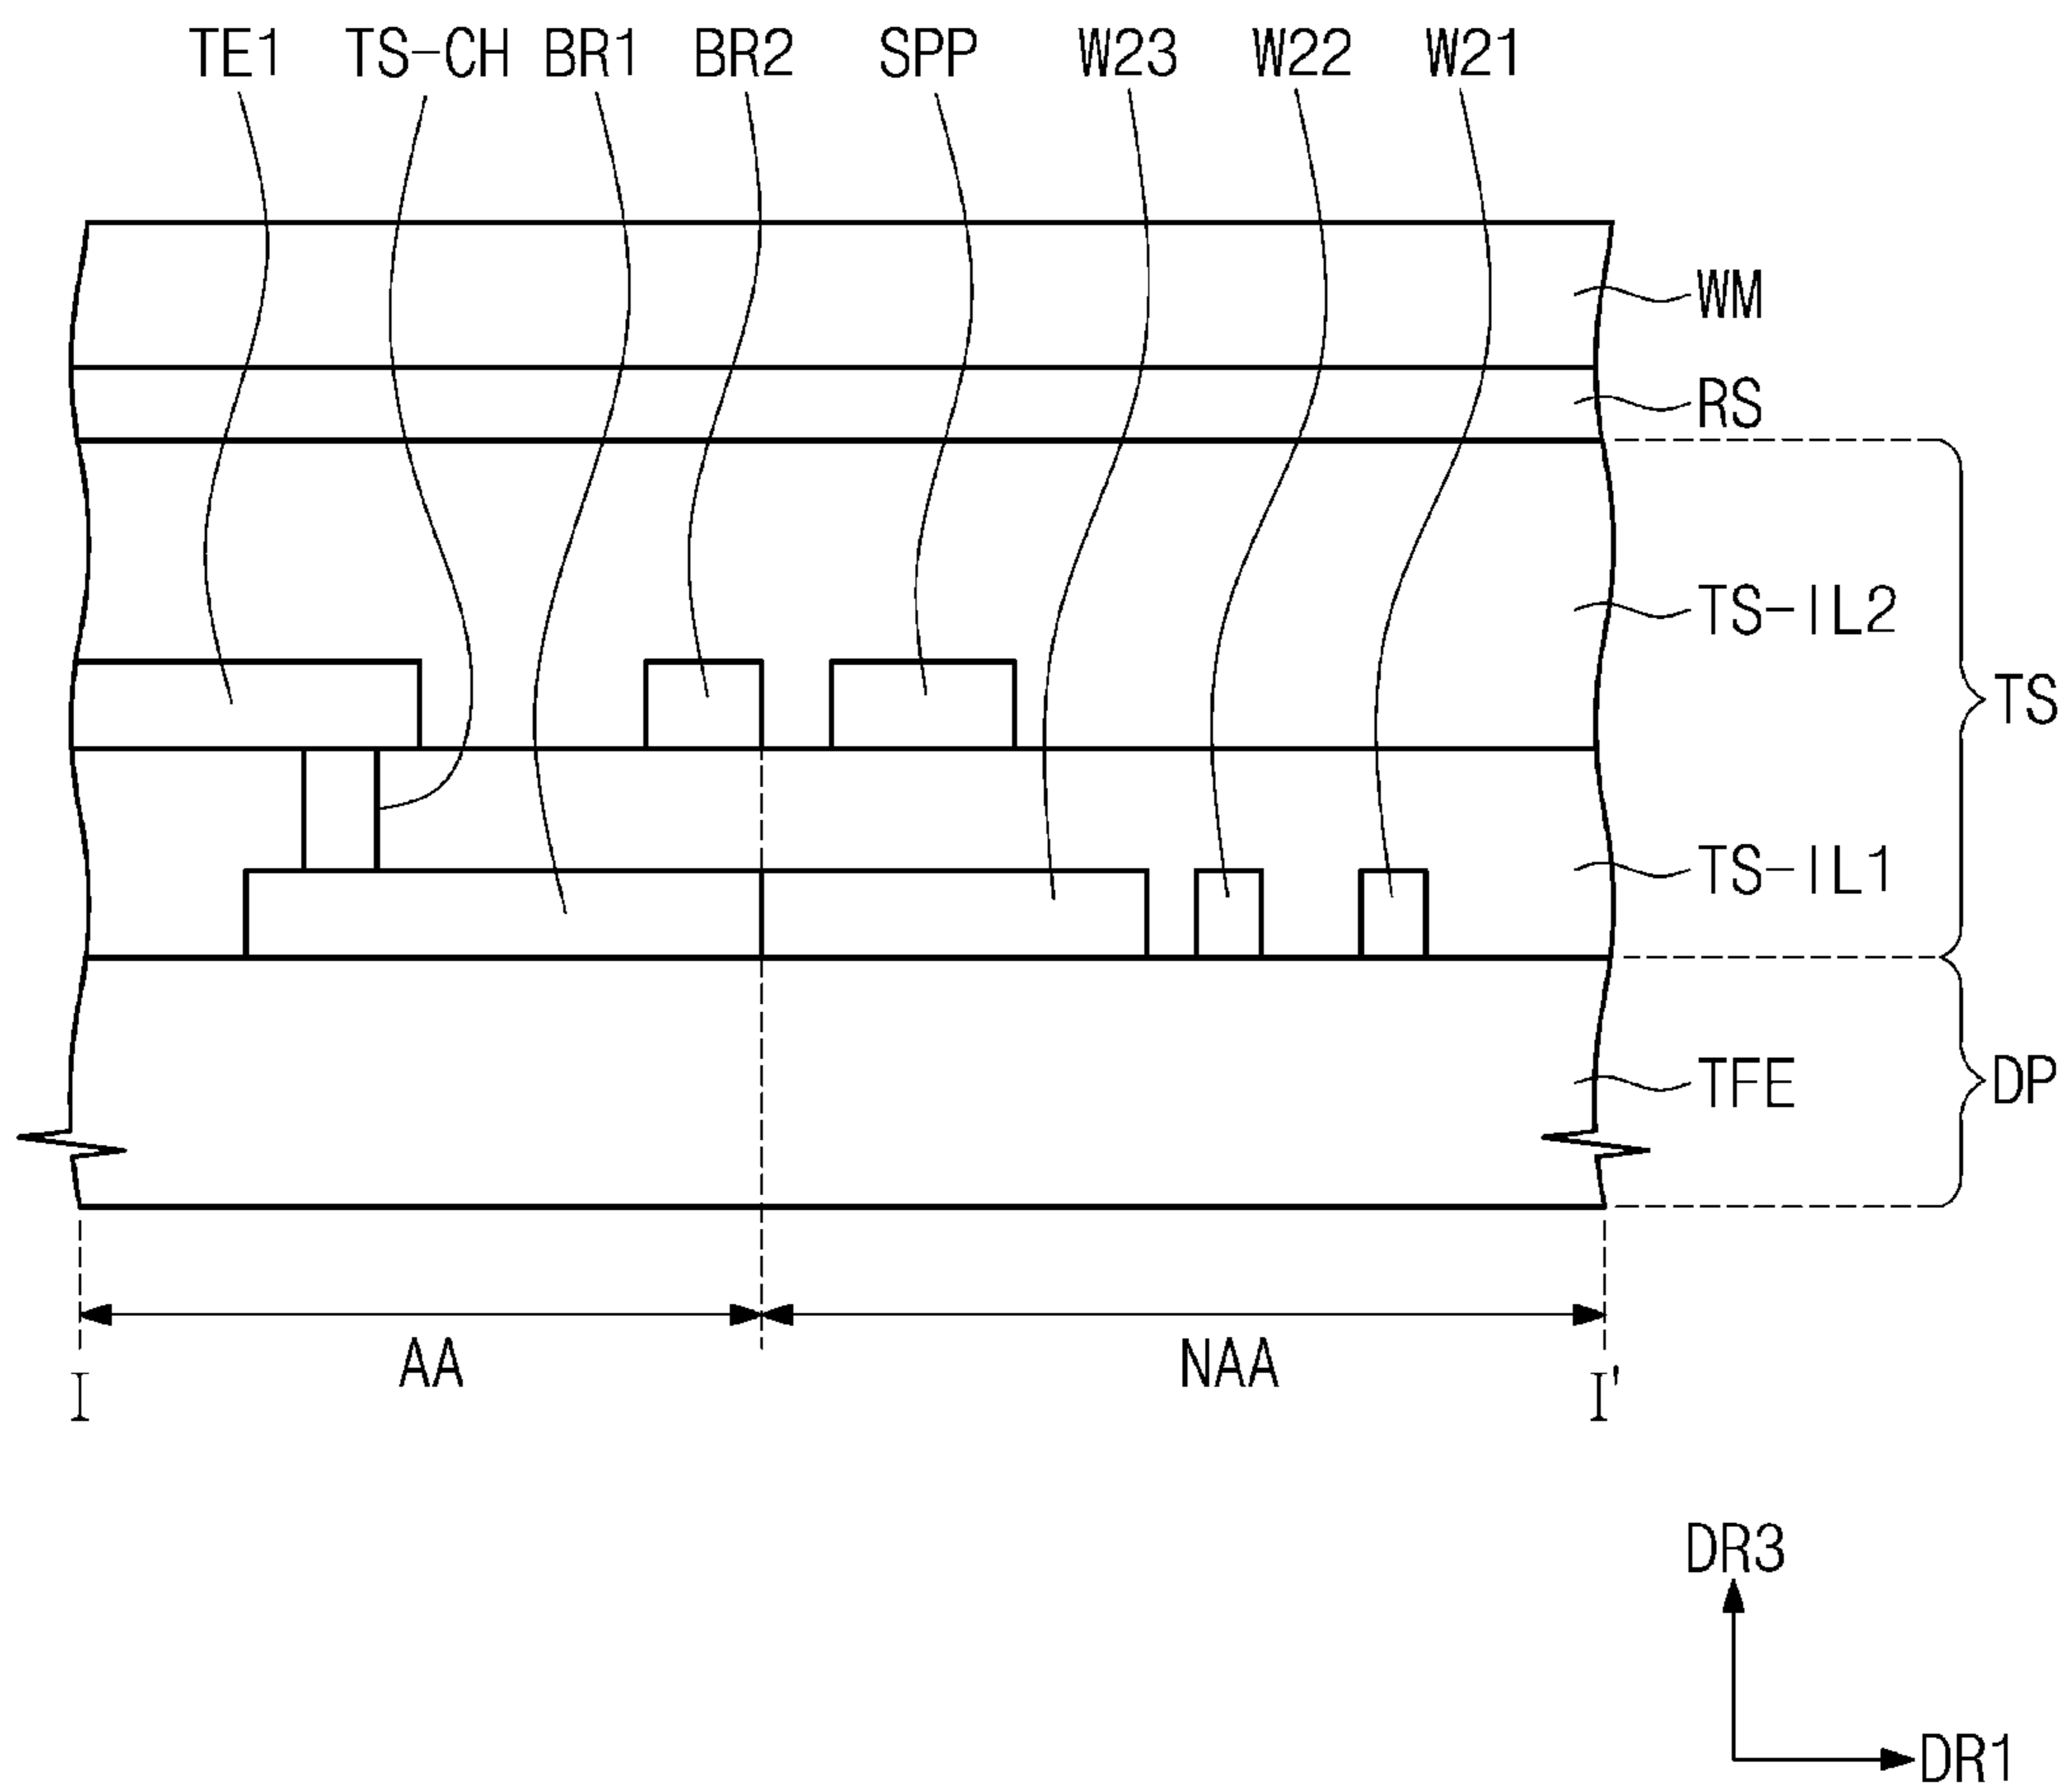 TE1 TS-CH BR1 BR2 SPP W23 W22 W21
WM
RS
TS-IL2
TS
TS-IL1
TFE
DP
AA NAA
I I'
DR3
DR1